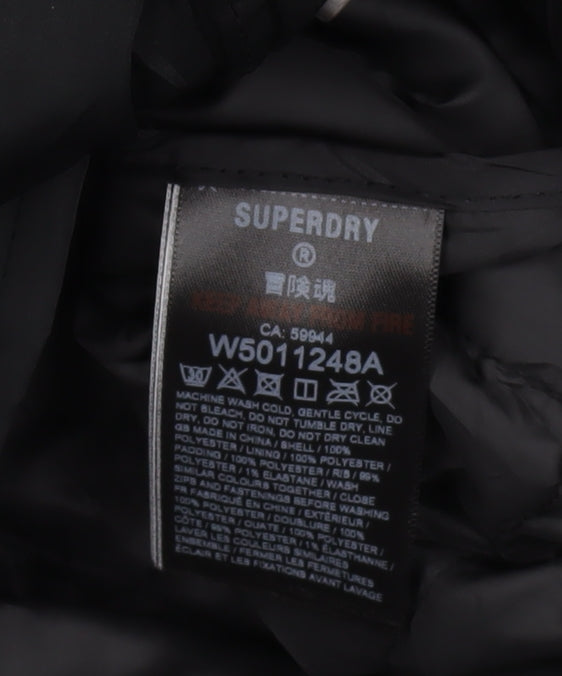 SUPERDRY
®
冒険魂
KEEP AWAY FROM FIRE
CA: 59944
W5011248A
30
MACHINE WASH COLD, GENTLE CYCLE, DO
NOT BLEACH, DO NOT TUMBLE DRY, LINE
DRY, DO NOT IRON, DO NOT DRY CLEAN
GB MADE IN CHINA / SHELL / 100%
POLYESTER / LINING / 100% POLYESTER /
PADDING / 100% POLYESTER / RIB / 99%
POLYESTER / 1% ELASTANE / WASH
SIMILAR COLOURS TOGETHER / CLOSE
ZIPS AND FASTENINGS BEFORE WASHING
FR FABRIQUÉ EN CHINE / EXTÉRIEUR /
100% POLYESTER / DOUBLURE / 100%
POLYESTER / OUATE / 100% POLYESTER /
CÔTE / 99% POLYESTER / 1% ÉLASTHANNE /
LAVER LES COULEURS SIMILAIRES
ENSEMBLE / FERMER LES FERMETURES
ÉCLAIR ET LES FIXATIONS AVANT LAVAGE